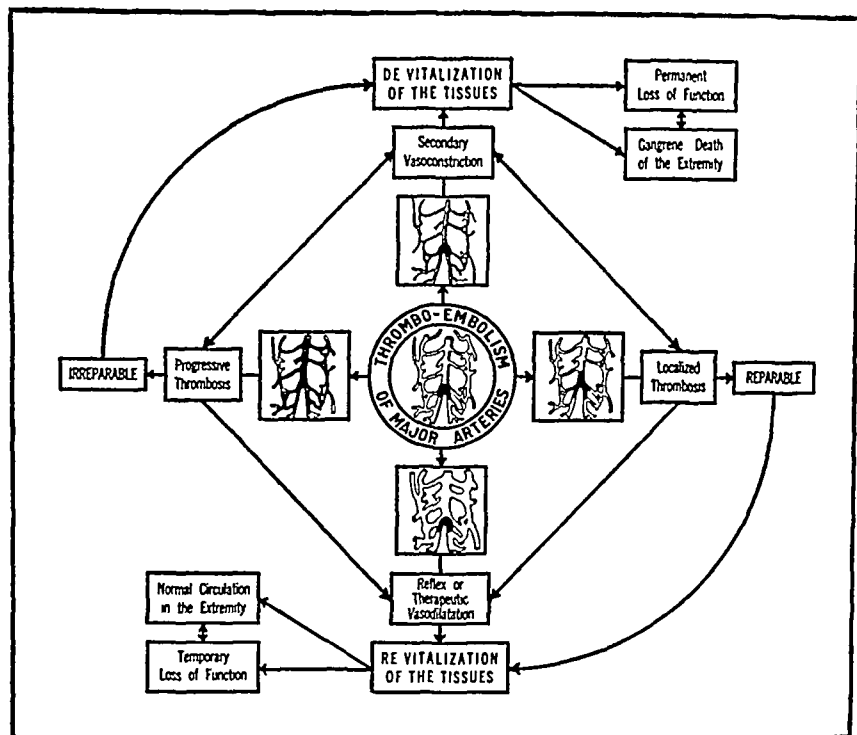 DE VITALIZATION
OF THE TISSUES
Permanent
Loss of Function
Gangrene Death
of the Extremity
Secondary
Vasoconstriction
THROMBO-EMBOLISM
OF MAJOR ARTERIES
IRREPARABLE
Progressive
Thrombosis
Localized
Thrombosis
REPARABLE
Reflex or
Therapeutic
Vasodilatation
Normal Circulation
in the Extremity
Temporary
Loss of Function
RE VITALIZATION
OF THE TISSUES